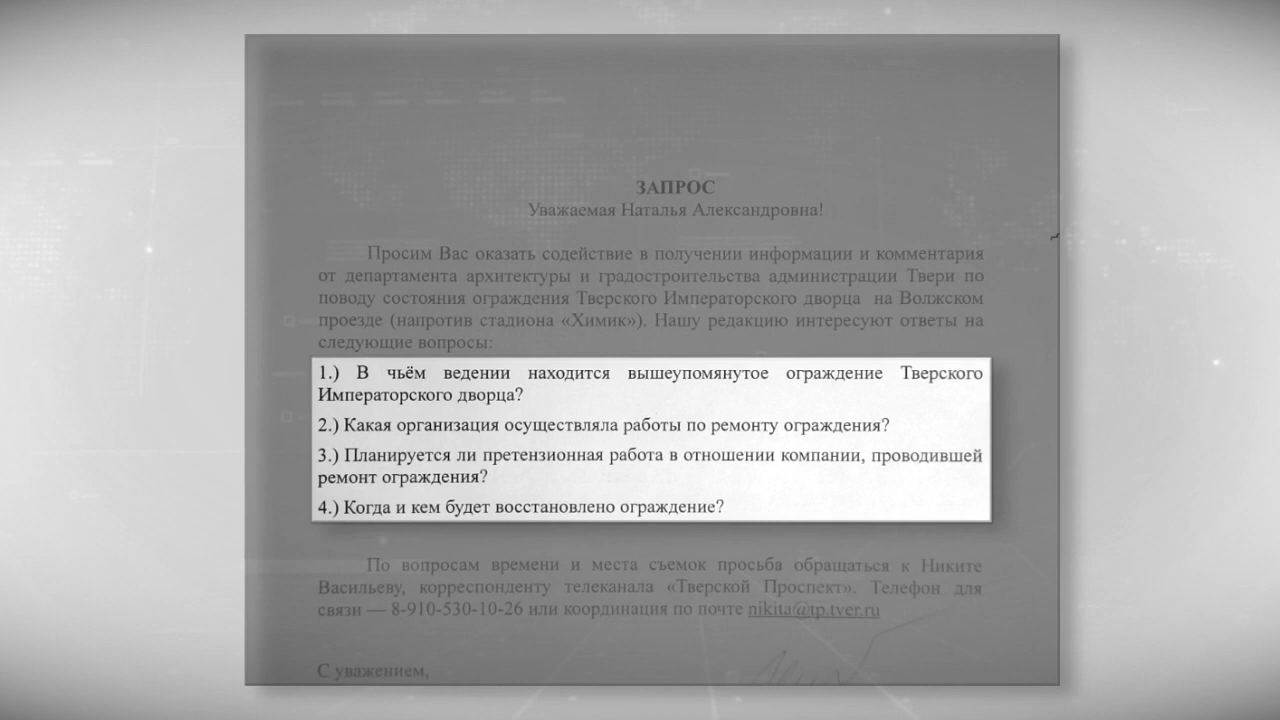 ЗАПРОС
Уважаемая Наталья Александровна!
Просим Вас оказать содействие в получении информации и комментария
от департамента архитектуры и градостроительства администрации Твери по
поводу состояния ограждения Тверского Императорского дворца на Волжском
проезде (напротив стадиона «Химик»). Нашу редакцию интересуют ответы на
следующие вопросы:
1.) В чьём ведении находится вышеупомянутое ограждение Тверского
Императорского дворца?
2.) Какая организация осуществляла работы по ремонту ограждения?
3.) Планируется ли претензионная работа в отношении компании, проводившей
ремонт ограждения?
4.) Когда и кем будет восстановлено ограждение?
По вопросам времени и места съемок просьба обращаться к Никите
Васильеву, корреспонденту телеканала «Тверской Проспект». Телефон для
связи — 8-910-530-10-26 или координация по почте nikita@tp.tver.ru
С уважением,